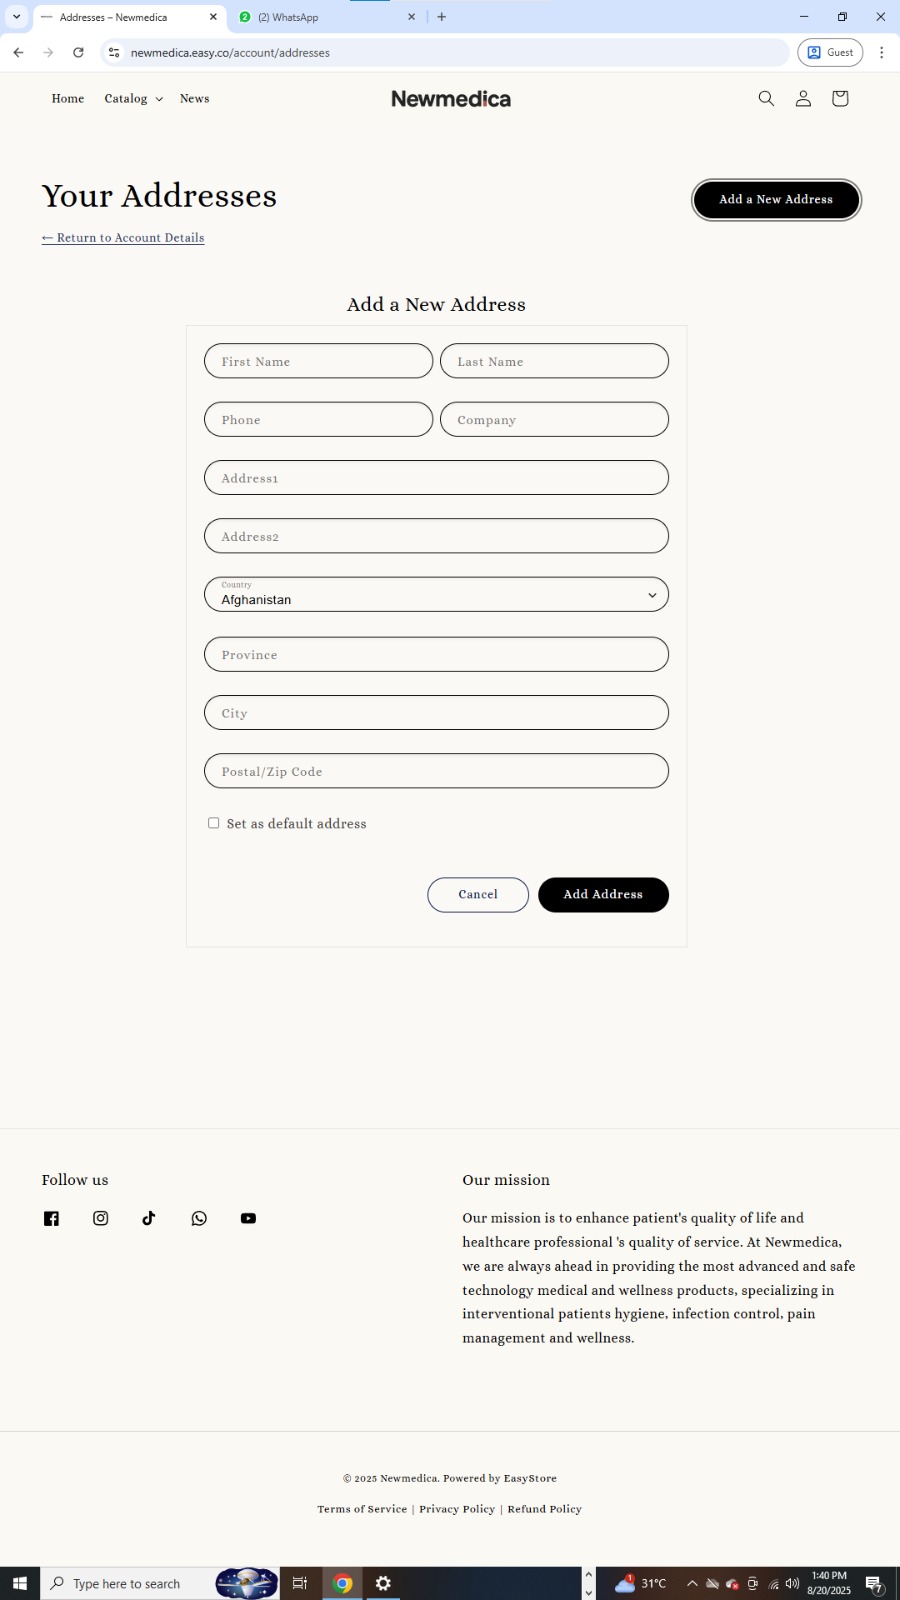 Addresses – Newmedica
(2) WhatsApp
newmedica.easy.co/account/addresses
Guest
Home
Catalog
News
Newmedica
Your Addresses
Add a New Address
← Return to Account Details
Add a New Address
First Name
Last Name
Phone
Company
Address1
Address2
Country
Afghanistan
Province
City
Postal/Zip Code
Set as default address
Cancel
Add Address
Follow us
Our mission
Our mission is to enhance patient's quality of life and
healthcare professional 's quality of service. At Newmedica,
we are always ahead in providing the most advanced and safe
technology medical and wellness products, specializing in
interventional patients hygiene, infection control, pain
management and wellness.
© 2025 Newmedica. Powered by EasyStore
Terms of Service | Privacy Policy | Refund Policy
Type here to search
1
31°C
1:40 PM
8/20/2025
7